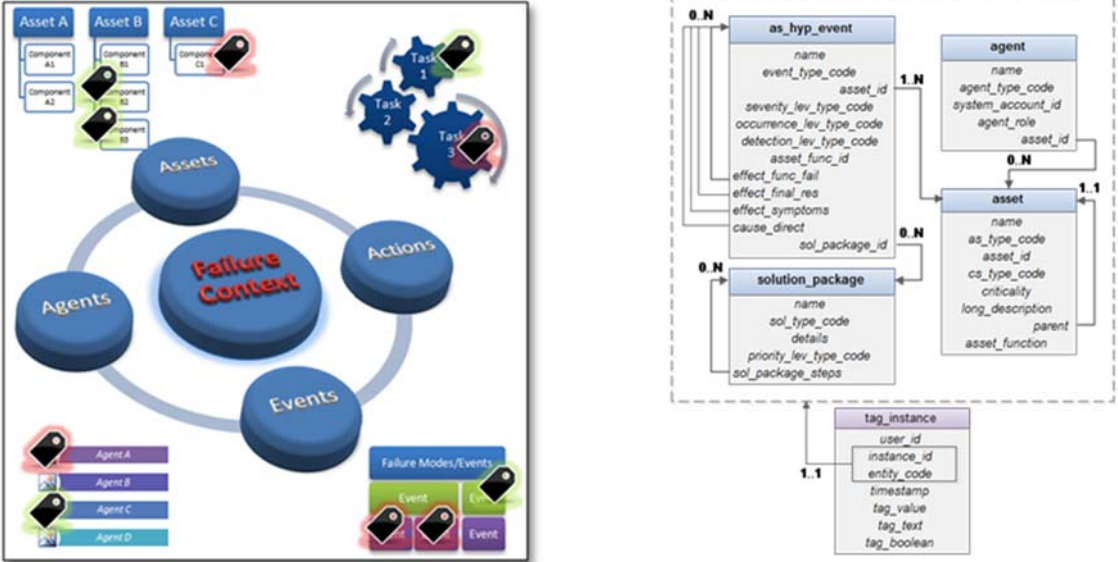 Asset A
Asset B
Asset C
Component
A1
Component
B1
Component
C1
Component
A2
B2
Component
B3
Task
1
Task
2
Task
3
Assets
Actions
Failure
Context
Agents
Events
Agent A
Agent B
Agent C
Agent D
Failure Modes/Events
Event
Event
0..N
as_hyp_event
name
event_type_code
asset_id
severity_lev_type_code
occurrence_lev_type_code
detection_lev_type_code
asset_func_id
effect_func_fail
effect_final_res
effect_symptoms
cause_direct
sol_package_id
1..N
agent
name
agent_type_code
system_account_id
agent_role
asset_id
0..N
1..1
asset
name
as_type_code
asset_id
cs_type_code
criticality
long_description
parent
asset_function
0..N
0..N
solution_package
name
sol_type_code
details
priority_lev_type_code
sol_package_steps
tag_instance
user_id
instance_id
entity_code
timestamp
tag_value
tag_text
tag_boolean
1..1